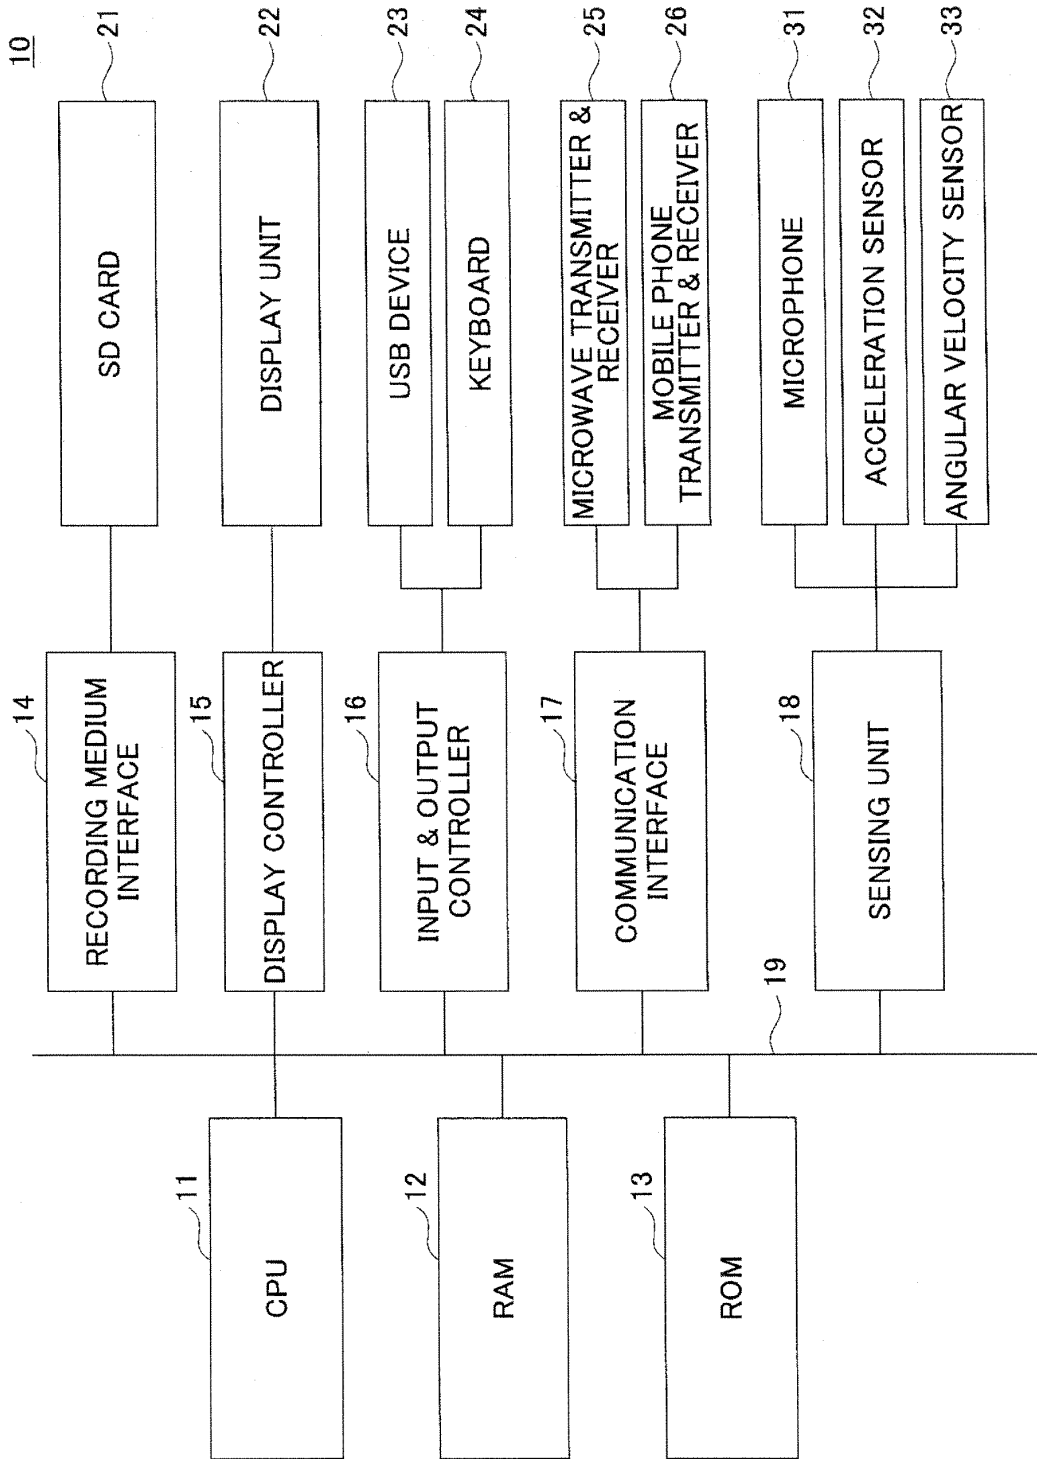 10
11
CPU
12
RAM
13
ROM
14
RECORDING MEDIUM
INTERFACE
15
DISPLAY CONTROLLER
16
INPUT & OUTPUT
CONTROLLER
17
COMMUNICATION
INTERFACE
18
SENSING UNIT
19
SD CARD
21
DISPLAY UNIT
22
USB DEVICE
23
KEYBOARD
24
MICROWAVE TRANSMITTER &
RECEIVER
25
MOBILE PHONE
TRANSMITTER & RECEIVER
26
MICROPHONE
31
ACCELERATION SENSOR
32
ANGULAR VELOCITY SENSOR
33